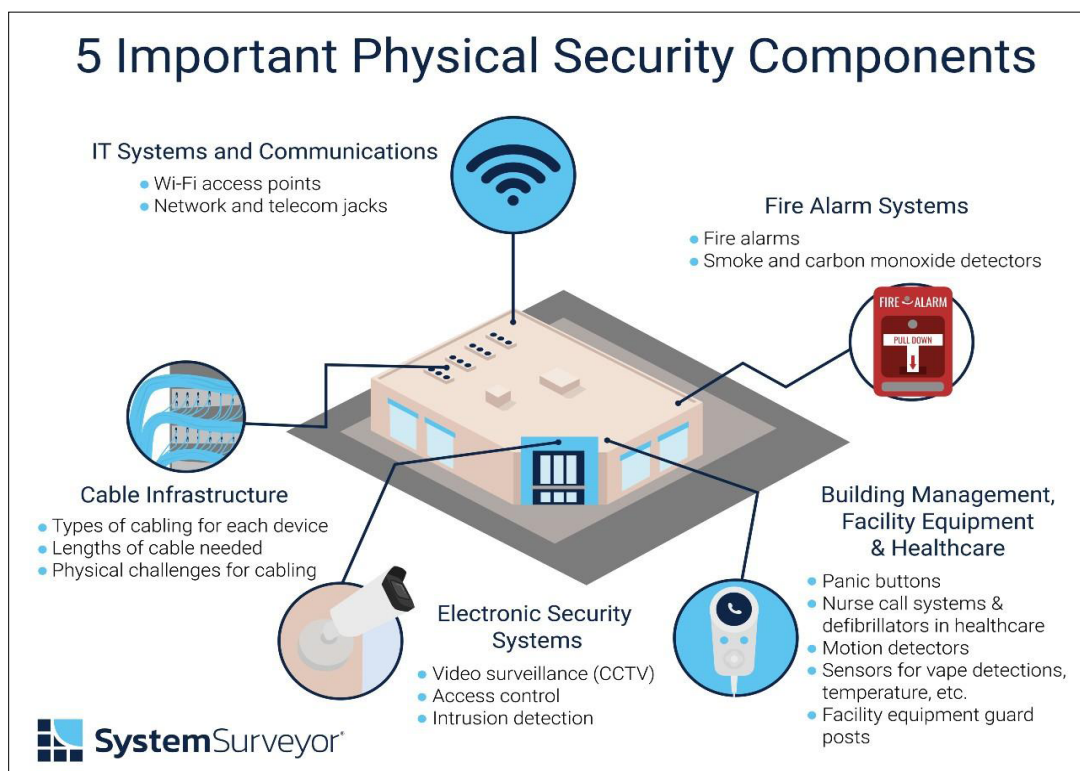 5 Important Physical Security Components
IT Systems and Communications
Wi-Fi access points
Network and telecom jacks
Fire Alarm Systems
Fire alarms
Smoke and carbon monoxide detectors
FIRE ALARM
PULL DOWN
Cable Infrastructure
Types of cabling for each device
Lengths of cable needed
Physical challenges for cabling
Electronic Security
Systems
Video surveillance (CCTV)
Access control
Intrusion detection
Building Management,
Facility Equipment
& Healthcare
Panic buttons
Nurse call systems &
defibrillators in healthcare
Motion detectors
Sensors for vape detections,
temperature, etc.
Facility equipment guard
posts
SystemSurveyor®